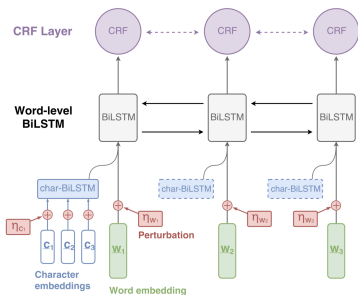 CRF Layer
CRF
CRF
CRF
Word-level
BiLSTM
BiLSTM
BiLSTM
BiLSTM
char-BiLSTM
char-BiLSTM
char-BiLSTM
ηC₁
ηW₁
ηW₂
ηW₃
Perturbation
C₁
C₂
C₃
W₁
W₂
W₃
Character
embeddings
Word embedding